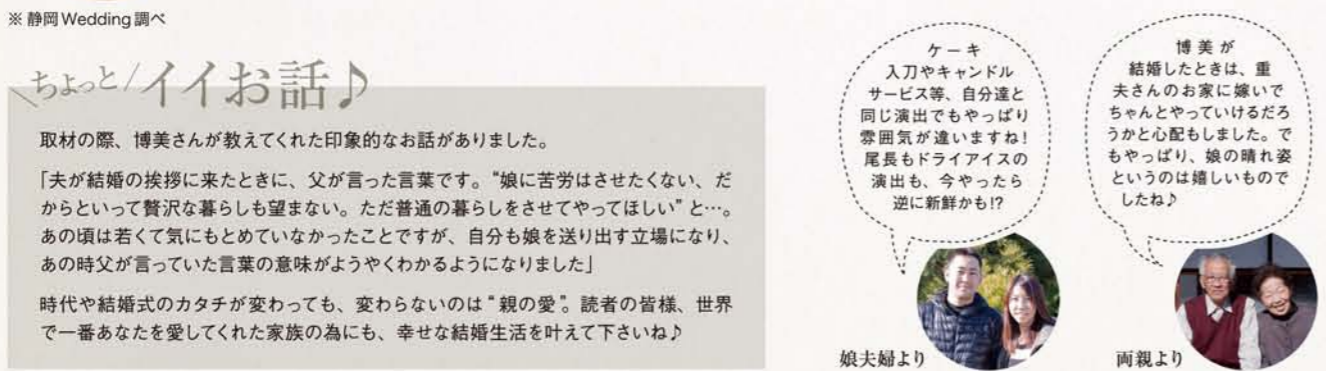 ※ 静岡Wedding調べ
\ちょっと/イイお話♪
取材の際、博美さんが教えてくれた印象的なお話がありました。
「夫が結婚の挨拶に来たときに、父が言った言葉です。“娘に苦労はさせたくない、だ
からといって贅沢な暮らしも望まない。ただ普通の暮らしをさせてやってほしい”と…。
あの頃は若くて気にもとめていなかったことですが、自分も娘を送り出す立場になり、
あの時父が言っていた言葉の意味がようやくわかるようになりました」
時代や結婚式のカタチが変わっても、変わらないのは“親の愛”。読者の皆様、世界
で一番あなたを愛してくれた家族の為にも、幸せな結婚生活を叶えて下さいね♪
ケーキ
入刀やキャンドル
サービス等、自分達と
同じ演出でもやっぱり
雰囲気が違いますね!
尾長もドライアイスの
演出も、今やったら
逆に新鮮かも!?
娘夫婦より
博美が
結婚したときは、重
夫さんのお家に嫁いで
ちゃんとやっていけるだろ
うかと心配もしました。で
もやっぱり、娘の晴れ姿
というのは嬉しいもので
したね♪
両親より